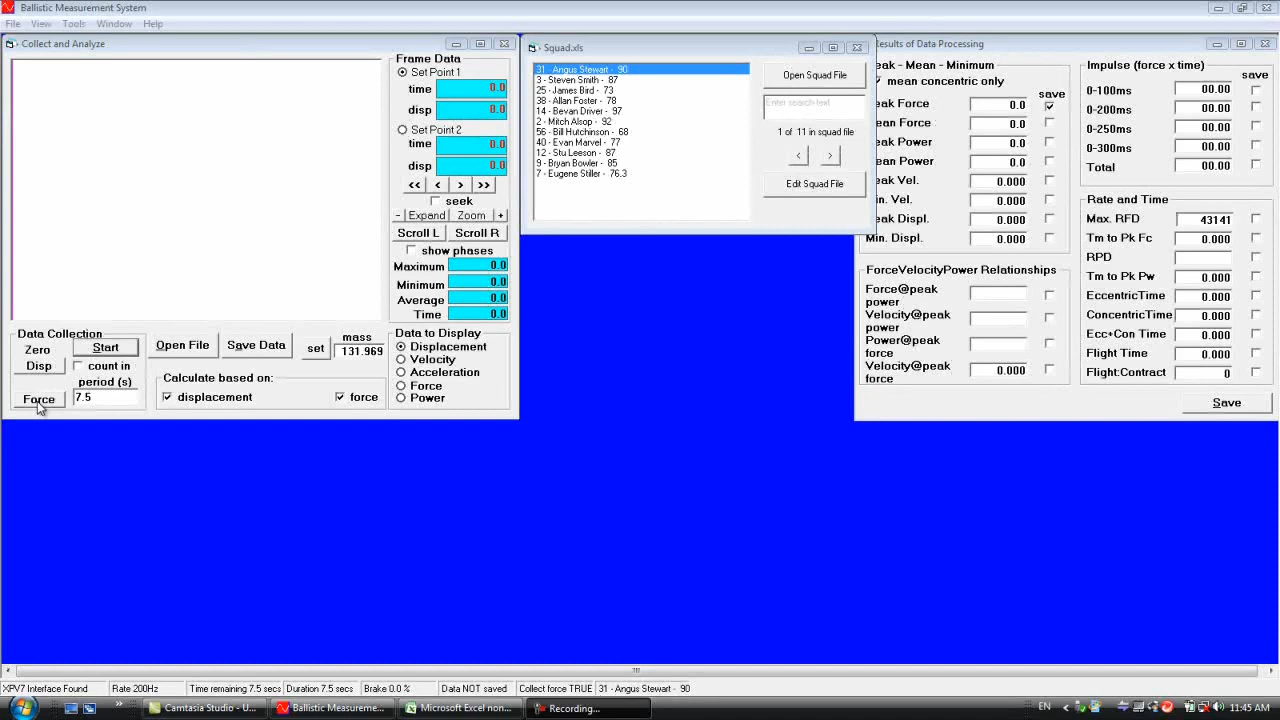 Ballistic Measurement System
File View Tools Window Help
Collect and Analyze
Frame Data
Set Point 1
time 0.0
disp 0.0
Set Point 2
time 0.0
disp 0.0
<< < > >>
seek
- Expand Zoom +
Scroll L Scroll R
show phases
Maximum 0.0
Minimum 0.0
Average 0.0
Time 0.0
Data Collection
Zero Start
Disp count in
period (s)
Force 7.5
Open File Save Data set
mass
131.969
Calculate based on:
displacement force
Data to Display
Displacement
Velocity
Acceleration
Force
Power
Squad.xls
31 - Angus Stewart - 90
3 - Steven Smith - 87
25 - James Bird - 73
38 - Allan Foster - 78
14 - Bevan Driver - 97
2 - Mitch Alsop - 92
56 - Bill Hutchinson - 68
40 - Evan Marvel - 77
12 - Stu Leeson - 87
9 - Bryan Bowler - 85
7 - Eugene Stiller - 76.3
Open Squad File
Enter search text
1 of 11 in squad file
< >
Edit Squad File
Results of Data Processing
eak - Mean - Minimum
mean concentric only
save
eak Force 0.0
ean Force 0.0
eak Power 0.0
ean Power 0.0
eak Vel. 0.000
in. Vel. 0.000
eak Displ. 0.000
Min. Displ. 0.000
ForceVelocityPower Relationships
Force@peak
power
Velocity@peak
power
Power@peak
force
Velocity@peak 0.000
force
Impulse (force x time)
save
0-100ms 00.00
0-200ms 00.00
0-250ms 00.00
0-300ms 00.00
Total 00.00
Rate and Time
Max. RFD 43141
Tm to Pk Fc 0.000
RPD
Tm to Pk Pw 0.000
EccentricTime 0.000
ConcentricTime 0.000
Ecc+Con Time 0.000
Flight Time 0.000
Flight:Contract 0
Save
XPV7 Interface Found Rate 200Hz Time remaining 7.5 secs Duration 7.5 secs Brake 0.0 % Data NOT saved Collect force TRUE 31 - Angus Stewart - 90
Camtasia Studio - U... Ballistic Measureme... Microsoft Excel non... Recording... EN 11:45 AM